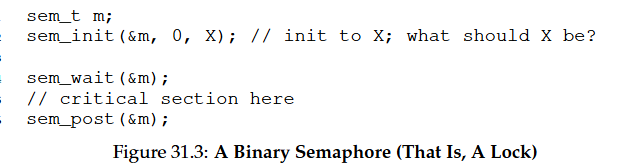 sem_t m;
sem_init(&m, 0, X); // init to X; what should X be?
sem_wait(&m);
// critical section here
sem_post(&m);
Figure 31.3: A Binary Semaphore (That Is, A Lock)